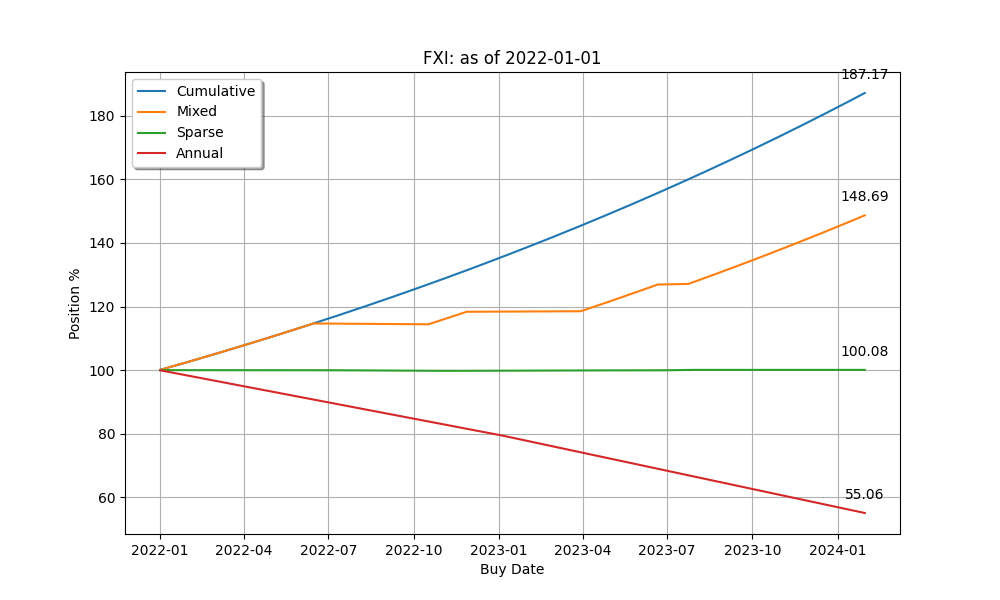 FXI: as of 2022-01-01
Cumulative
Mixed
Sparse
Annual
187.17
148.69
100.08
55.06
Position %
180
160
140
120
100
80
60
2022-01 2022-04 2022-07 2022-10 2023-01 2023-04 2023-07 2023-10 2024-01
Buy Date